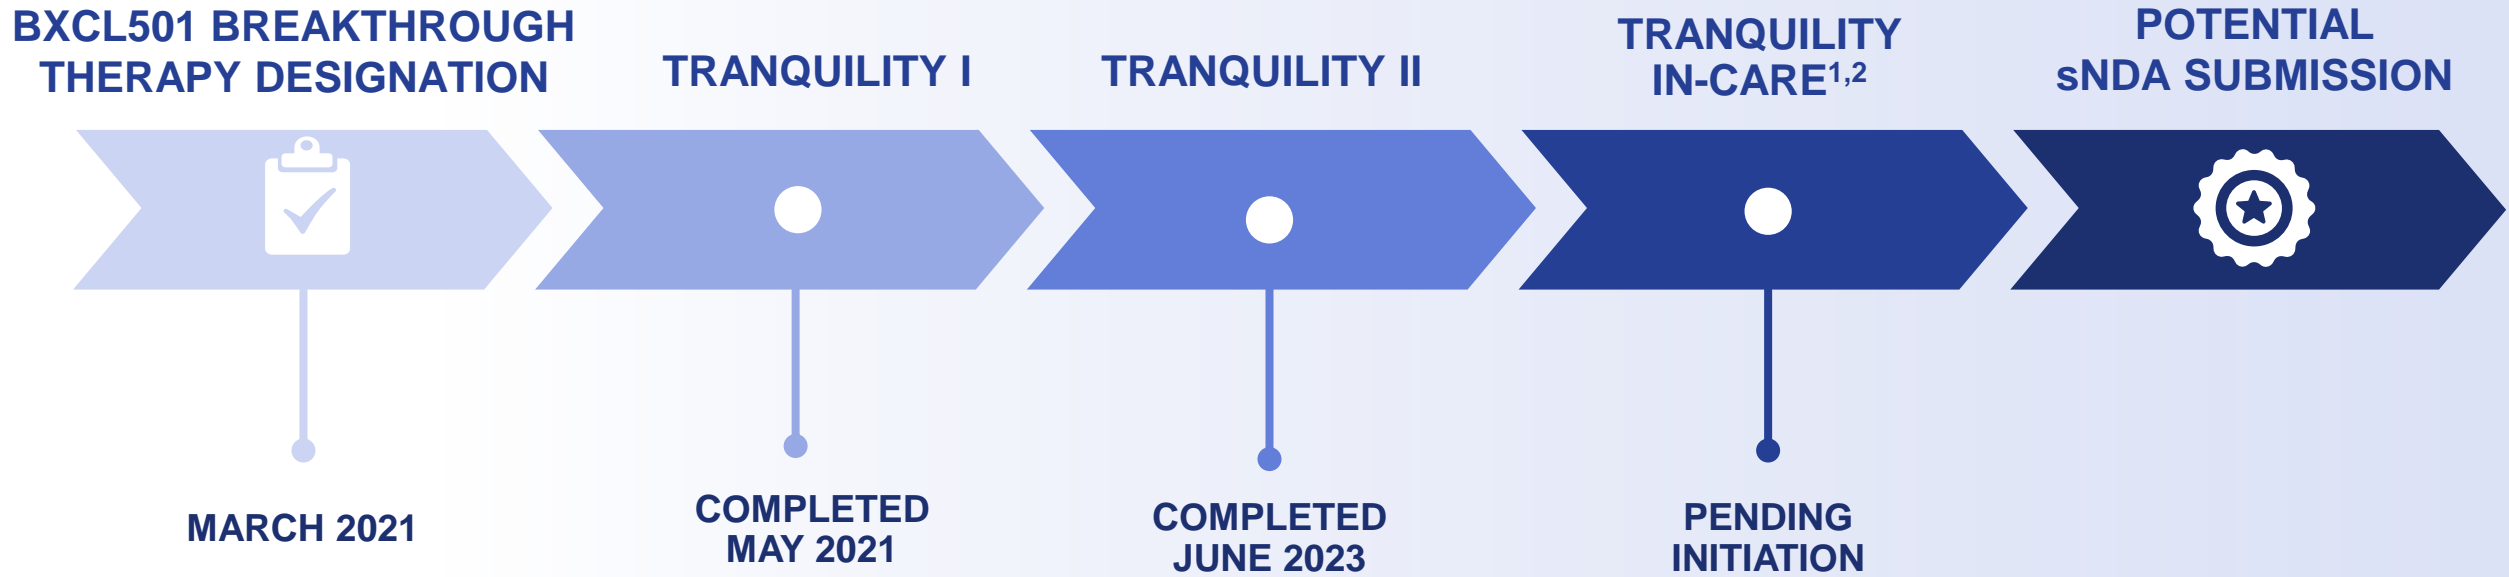 BXCL501 BREAKTHROUGH
THERAPY DESIGNATION
TRANQUILITY I
TRANQUILITY II
TRANQUILITY
IN-CARE1,2
POTENTIAL
sNDA SUBMISSION
MARCH 2021
COMPLETED
MAY 2021
COMPLETED
JUNE 2023
PENDING
INITIATION